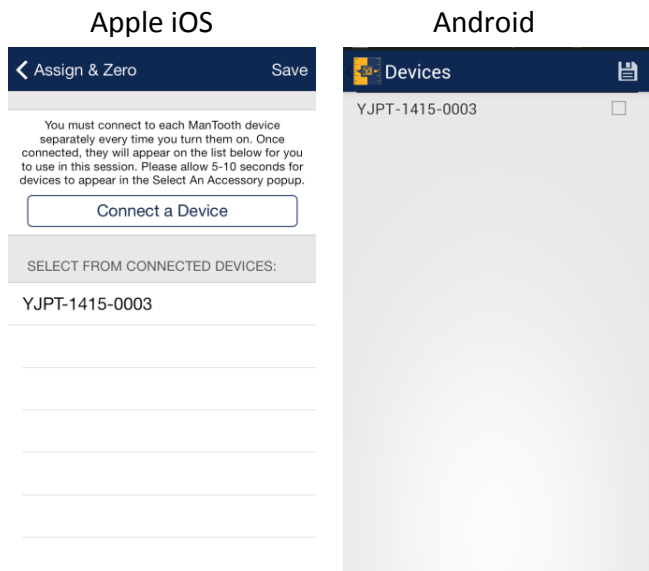 Apple iOS
Android
Assign & Zero
Save
You must connect to each ManTooth device
separately every time you turn them on. Once
connected, they will appear on the list below for you
to use in this session. Please allow 5-10 seconds for
devices to appear in the Select An Accessory popup.
Connect a Device
SELECT FROM CONNECTED DEVICES:
YJPT-1415-0003
Devices
YJPT-1415-0003